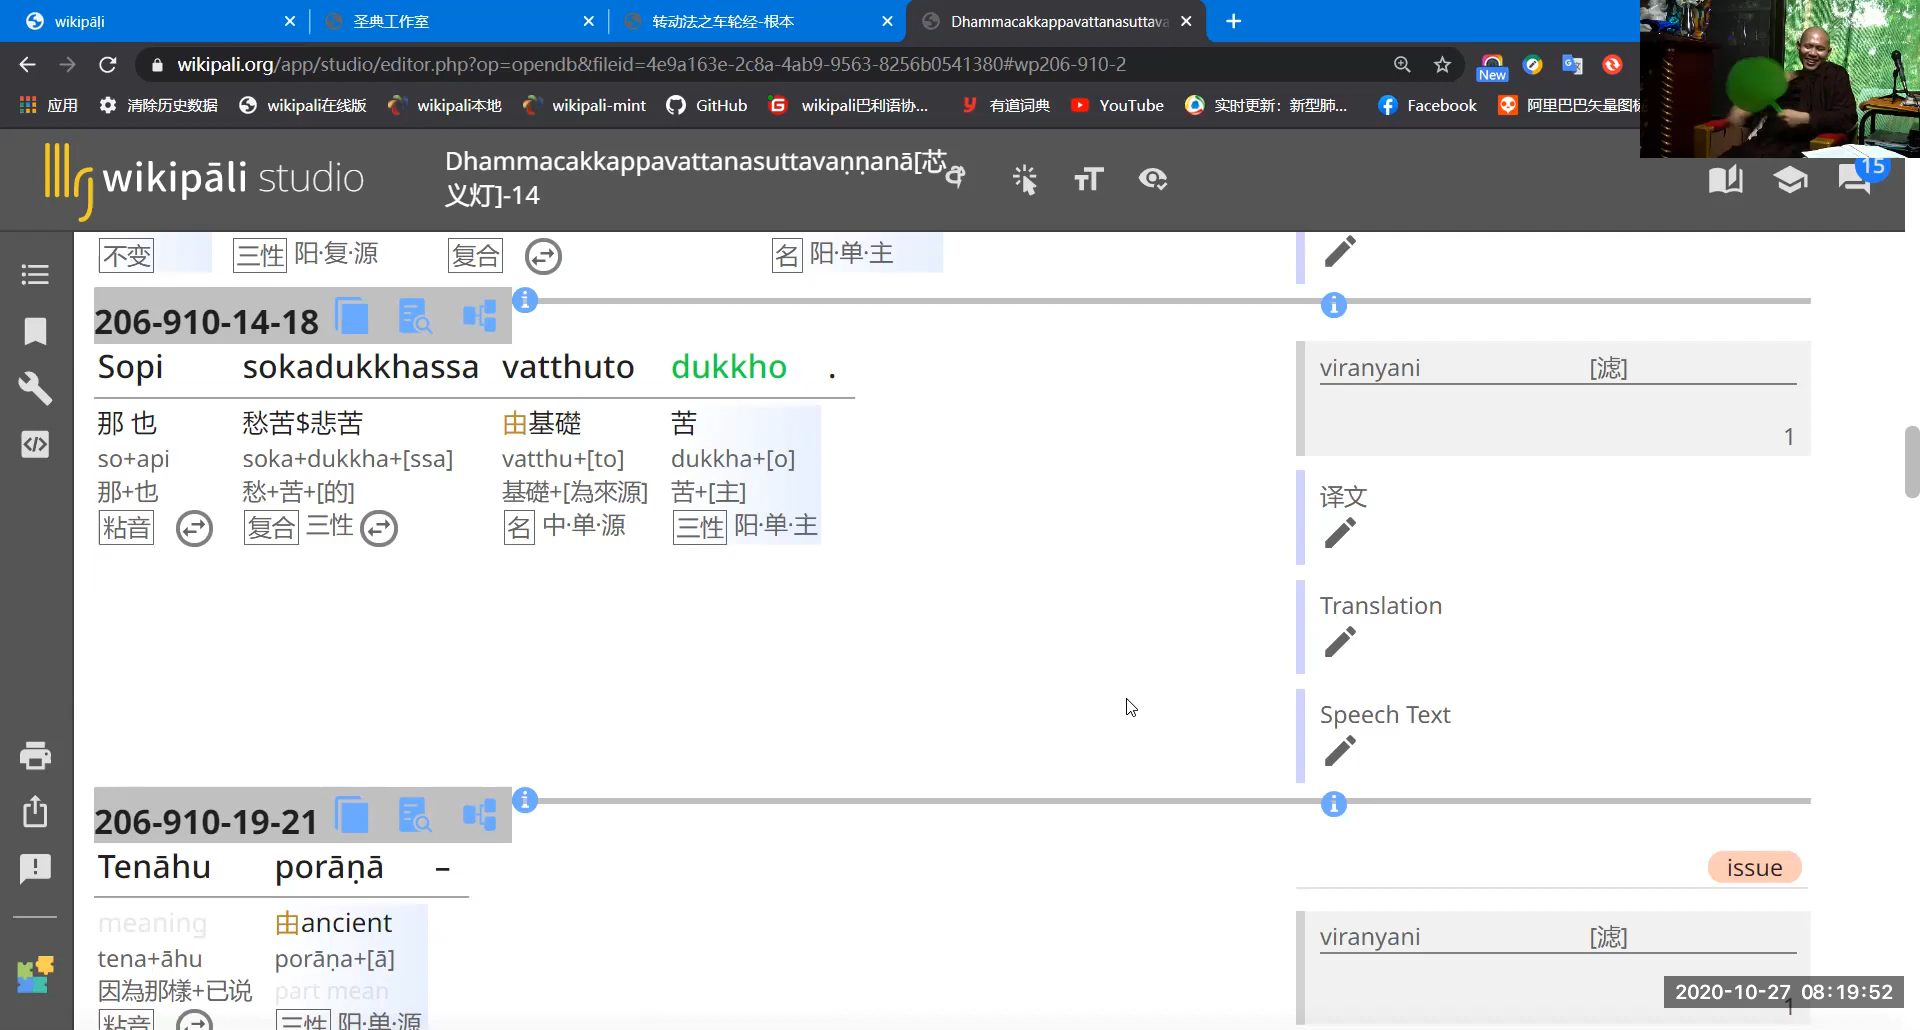 wikipāḷi
圣典工作室
转动法之车轮经-根本
Dhammacakkappavattanasuttava
wikipali.org/app/studio/editor.php?op=opendb&fileid=4e9a163e-2c8a-4ab9-9563-8256b0541380#wp206-910-2
New
应用
清除历史数据
wikipali在线版
wikipali本地
wikipali-mint
GitHub
wikipali巴利语协...
有道词典
YouTube
实时更新：新型肺...
Facebook
阿里巴巴矢量图标
wikipāli studio
Dhammacakkappavattanasuttavaṇṇanā[芯
义灯]-14
15
不变 三性 阳·复·源 复合 名 阳·单·主
206-910-14-18
Sopi sokadukkhassa vatthuto dukkho .
那 也 愁苦$悲苦 由基礎 苦
so+api soka+dukkha+[ssa] vatthu+[to] dukkha+[o]
那+也 愁+苦+[的] 基礎+[為來源] 苦+[主]
粘音 复合 三性 名 中·单·源 三性 阳·单·主
viranyani [滤]
1
译文
Translation
Speech Text
206-910-19-21
Tenāhu porāṇā –
issue
meaning 由ancient
tena+āhu porāṇa+[ā]
因為那樣+已说 part mean
粘音 三性 阳·单·源
viranyani [滤]
1
2020-10-27 08:19:52